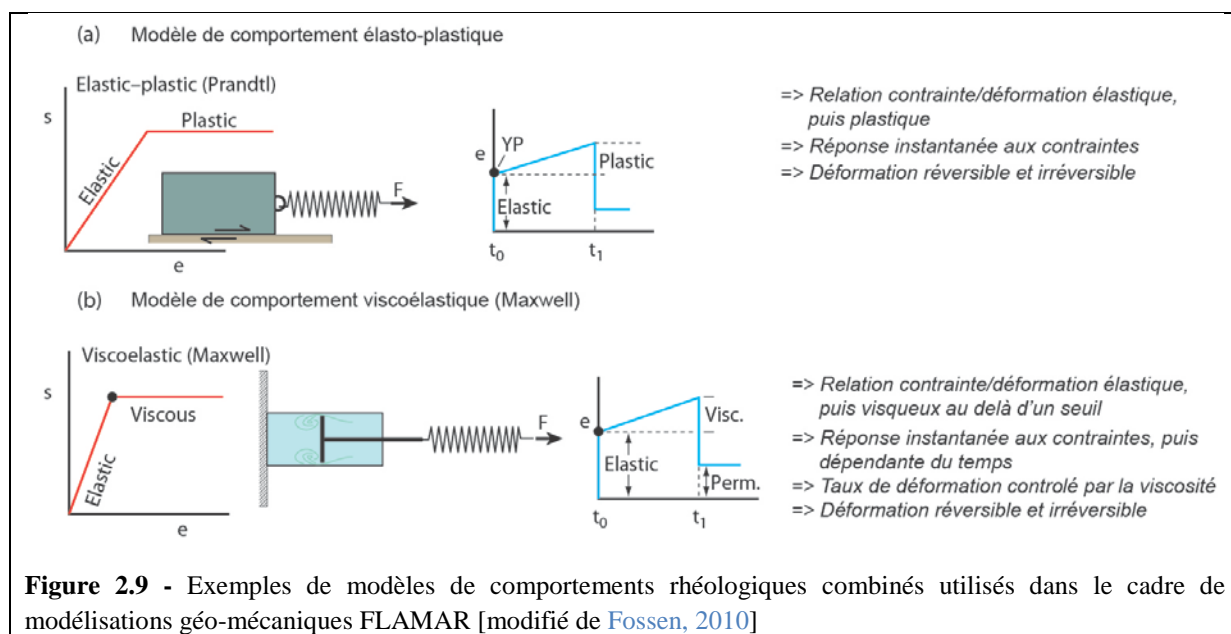 (a) Modèle de comportement élasto-plastique
Elastic–plastic (Prandtl)
s
Plastic
Elastic
F
e
e
YP
Plastic
Elastic
t0
t1
=> Relation contrainte/déformation élastique,
puis plastique
=> Réponse instantanée aux contraintes
=> Déformation réversible et irréversible
(b) Modèle de comportement viscoélastique (Maxwell)
Viscoelastic (Maxwell)
s
Viscous
Elastic
F
e
e
Visc.
Elastic
Perm.
t0
t1
=> Relation contrainte/déformation élastique,
puis visqueux au delà d'un seuil
=> Réponse instantanée aux contraintes, puis
dépendante du temps
=> Taux de déformation controlé par la viscosité
=> Déformation réversible et irréversible
Figure 2.9 - Exemples de modèles de comportements rhéologiques combinés utilisés dans le cadre de
modélisations géo-mécaniques FLAMAR [modifié de Fossen, 2010]